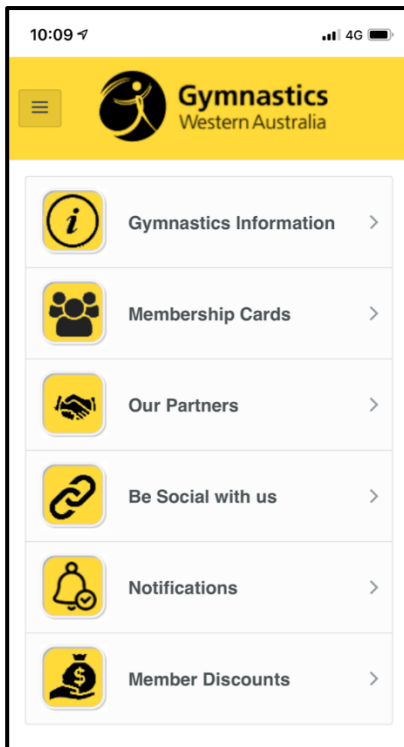 10:09
4G
Gymnastics
Western Australia
i
Gymnastics Information
Membership Cards
Our Partners
Be Social with us
Notifications
$
Member Discounts